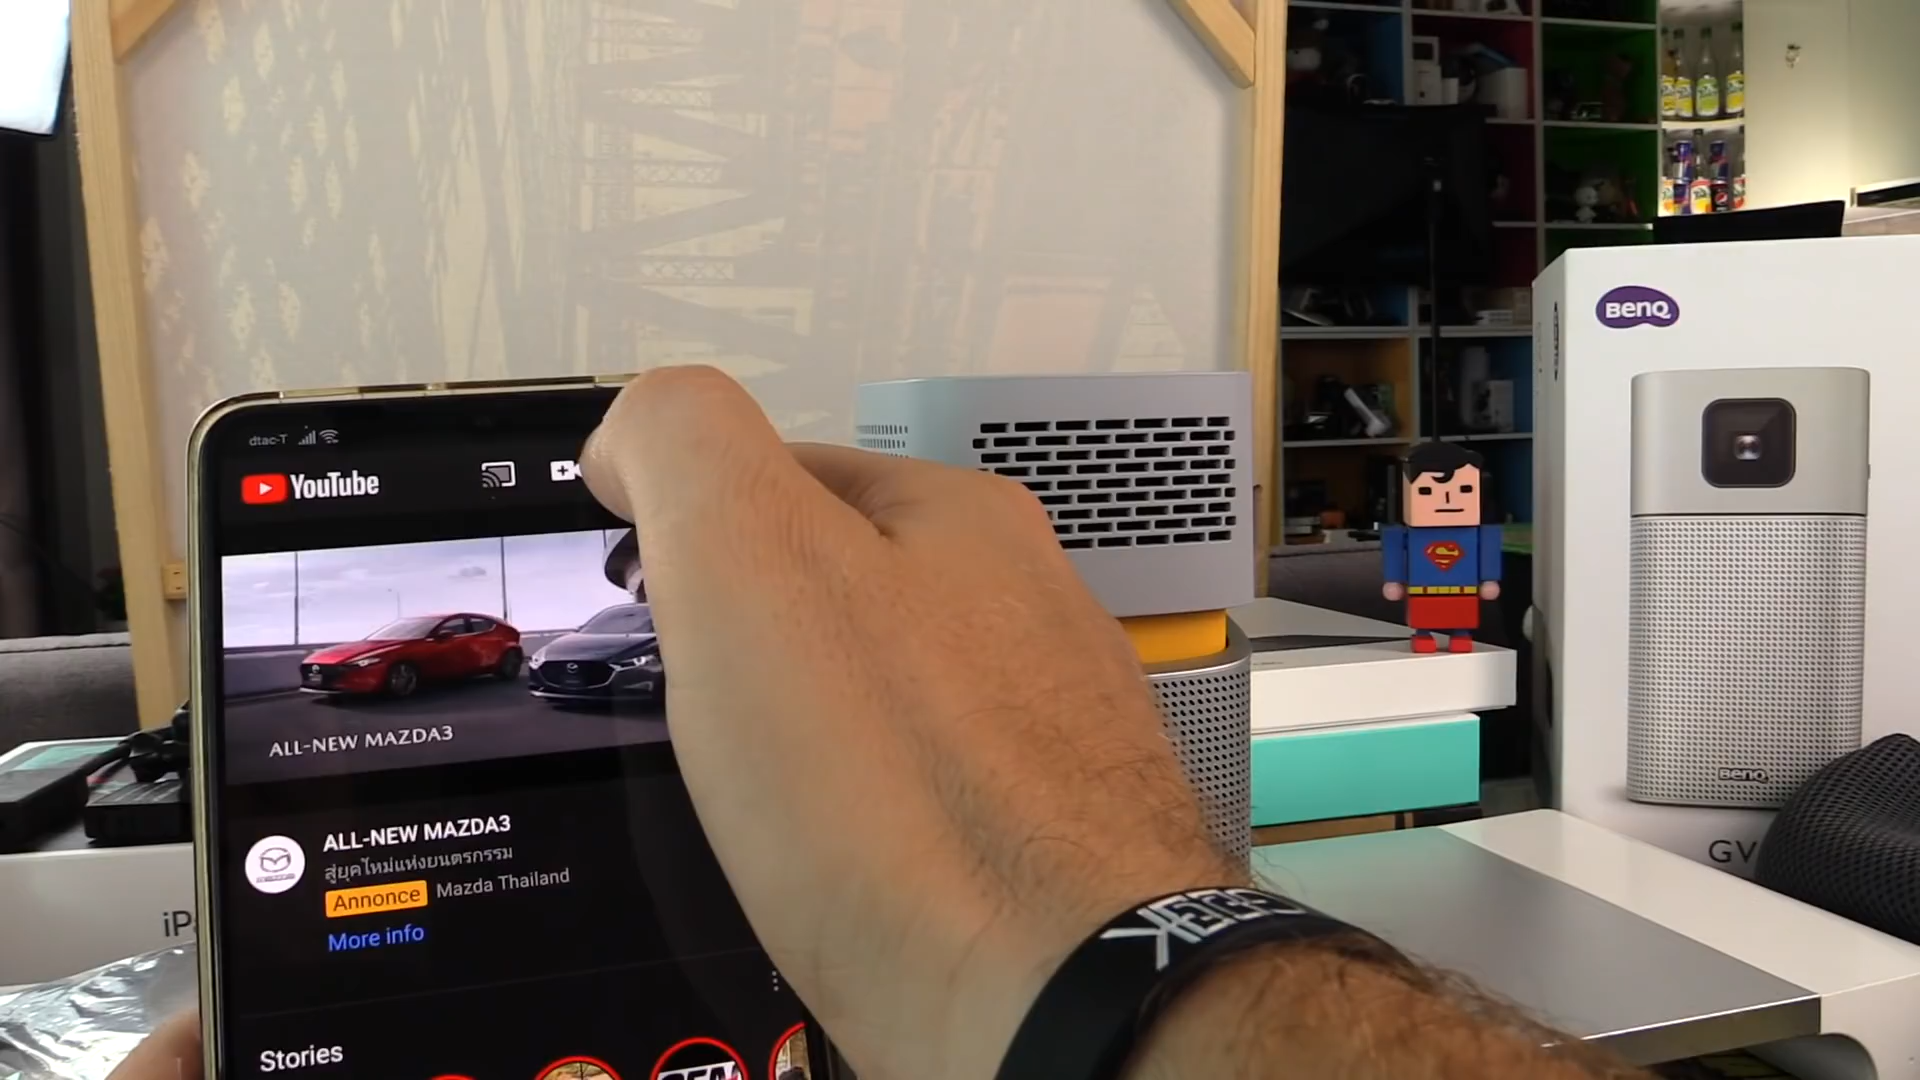 dtac-T
YouTube
ALL-NEW MAZDA3
ALL-NEW MAZDA3
สู่ยุคใหม่แห่งยนตรกรรม
Annonce Mazda Thailand
More info
Stories
BenQ
BenQ
GV
iP